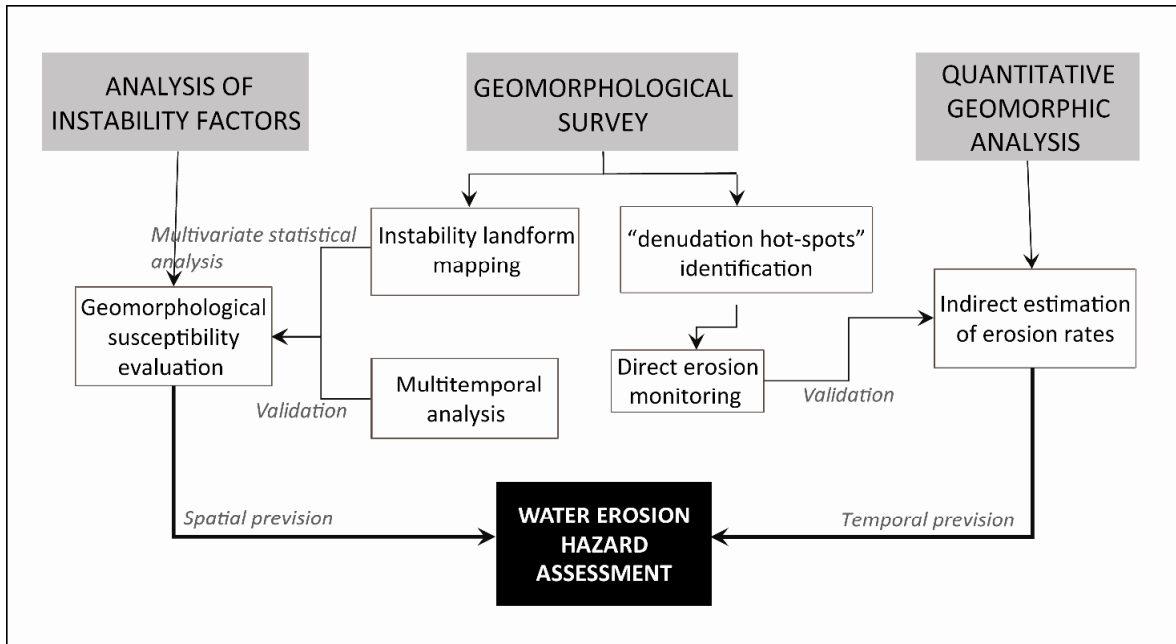 ANALYSIS OF
INSTABILITY FACTORS
GEOMORPHOLOGICAL
SURVEY
QUANTITATIVE
GEOMORPHIC
ANALYSIS
Multivariate statistical
analysis
Instability landform
mapping
“denudation hot-spots”
identification
Geomorphological
susceptibility
evaluation
Indirect estimation
of erosion rates
Direct erosion
monitoring
Multitemporal
analysis
Validation
Validation
Spatial prevision
WATER EROSION
HAZARD
ASSESSMENT
Temporal prevision